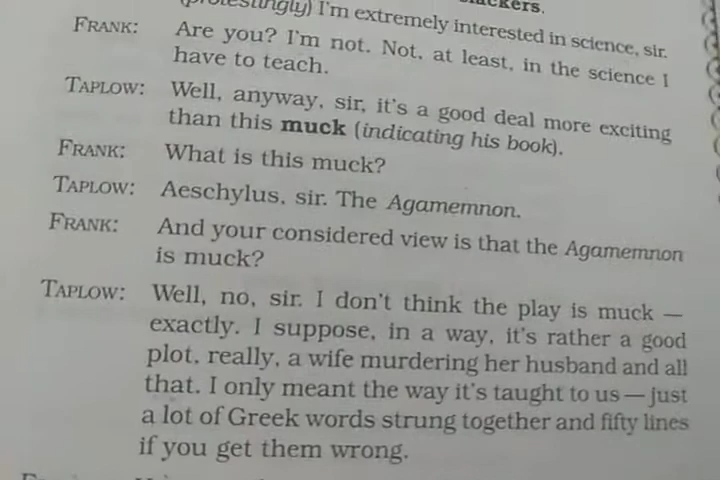 slackers.
(protestingly) I'm extremely interested in science, sir.
FRANK: Are you? I'm not. Not, at least, in the science I
have to teach.
TAPLOW: Well, anyway, sir, it's a good deal more exciting
than this muck (indicating his book).
FRANK: What is this muck?
TAPLOW: Aeschylus, sir. The Agamemnon.
FRANK: And your considered view is that the Agamemnon
is muck?
TAPLOW: Well, no, sir. I don't think the play is muck —
exactly. I suppose, in a way, it's rather a good
plot, really, a wife murdering her husband and all
that. I only meant the way it's taught to us — just
a lot of Greek words strung together and fifty lines
if you get them wrong.